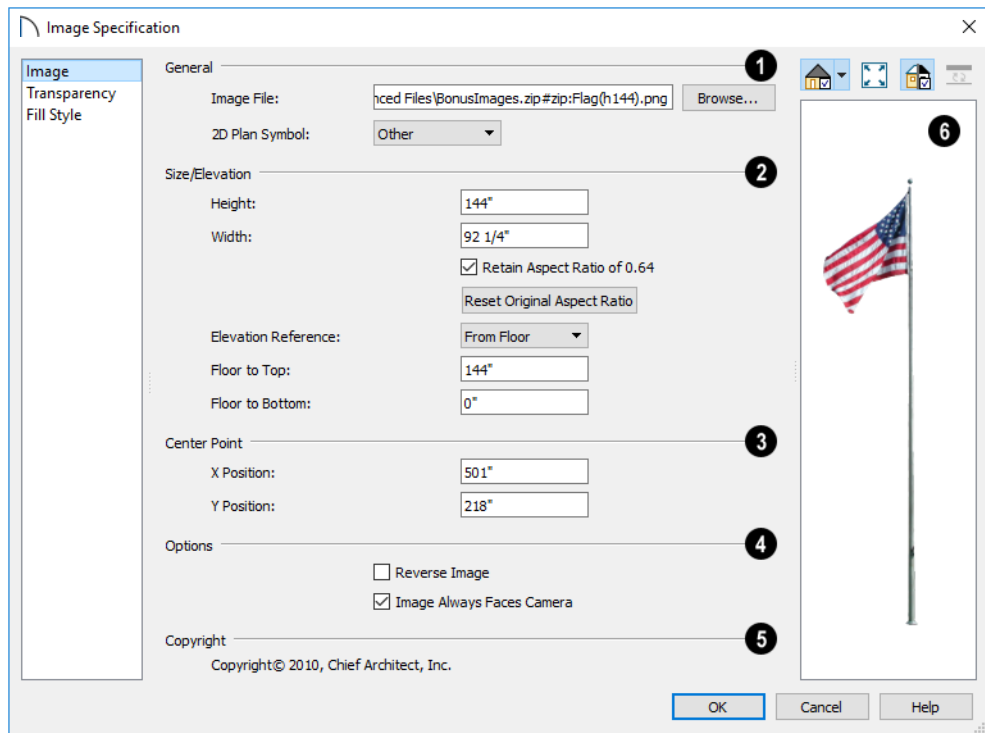 Image Specification
Image
Transparency
Fill Style
General
1
Image File:
nced Files\BonusImages.zip#zip:Flag(h144).png
Browse...
2D Plan Symbol:
Other
Size/Elevation
2
Height:
144"
Width:
92 1/4"
Retain Aspect Ratio of 0.64
Reset Original Aspect Ratio
Elevation Reference:
From Floor
Floor to Top:
144"
Floor to Bottom:
0"
Center Point
3
X Position:
501"
Y Position:
218"
Options
4
Reverse Image
Image Always Faces Camera
Copyright
5
Copyright© 2010, Chief Architect, Inc.
6
OK
Cancel
Help